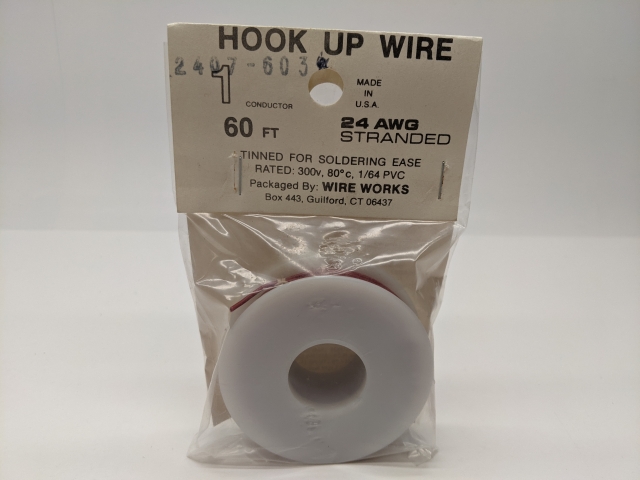 HOOK UP WIRE
2407-603
1
CONDUCTOR
MADE
IN
U.S.A.
60 FT
24 AWG
STRANDED
TINNED FOR SOLDERING EASE
RATED: 300v, 80°c, 1/64 PVC
Packaged By: WIRE WORKS
Box 443, Guilford, CT 06437